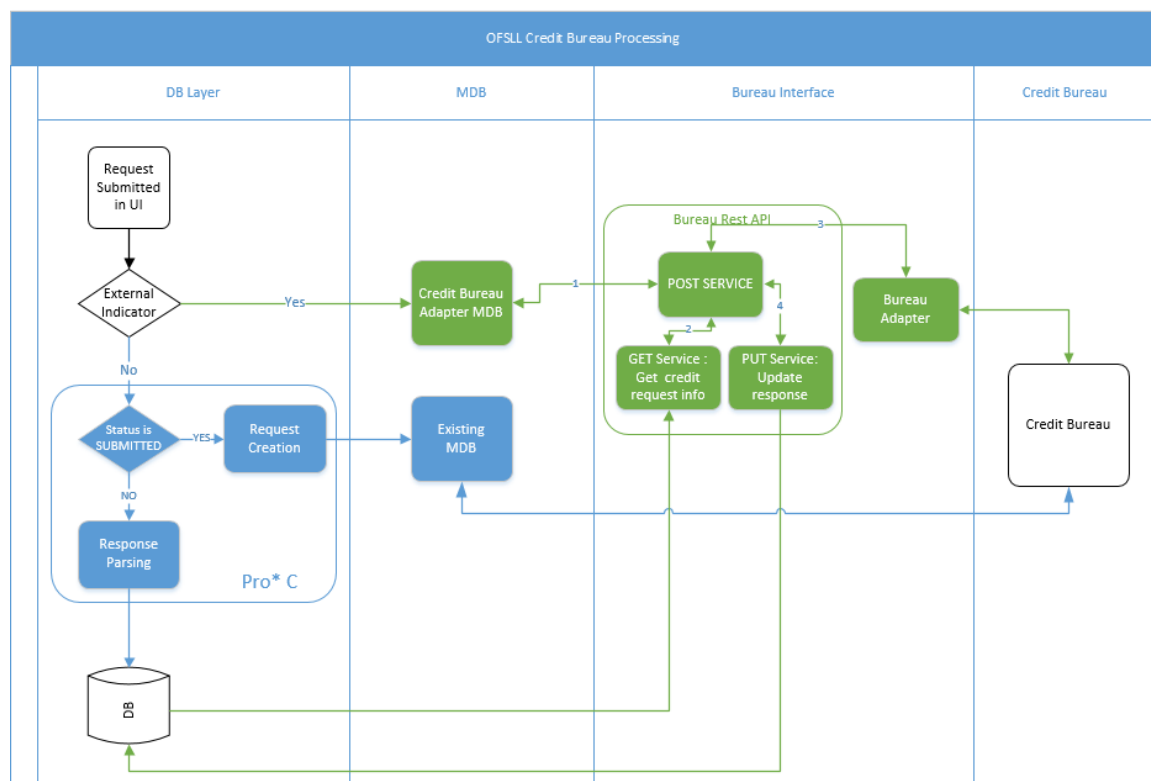 OFSLL Credit Bureau Processing
DB Layer
MDB
Bureau Interface
Credit Bureau
Request
Submitted
in UI
Bureau Rest API
3
External
Indicator
Yes
Credit Bureau
Adapter MDB
1
POST SERVICE
Bureau
Adapter
2
4
No
GET Service :
Get credit
request info
PUT Service:
Update
response
Status is
SUBMITTED
YES
Request
Creation
Existing
MDB
Credit Bureau
NO
Response
Parsing
Pro* C
DB